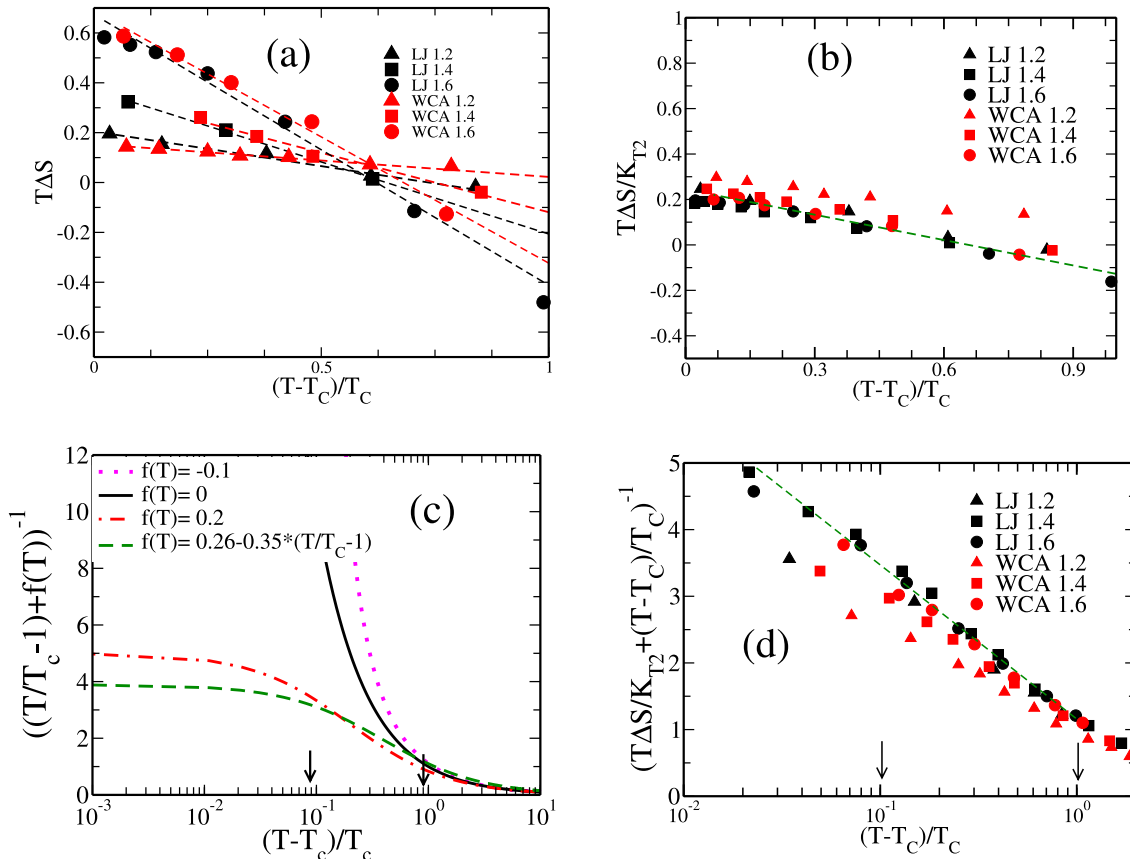 (a)
LJ 1.2
LJ 1.4
LJ 1.6
WCA 1.2
WCA 1.4
WCA 1.6
0.6
0.4
0.2
0
-0.2
-0.4
-0.6
TΔS
0
0.5
1
(T-T_C)/T_C
(b)
LJ 1.2
LJ 1.4
LJ 1.6
WCA 1.2
WCA 1.4
WCA 1.6
1
0.8
0.6
0.4
0.2
0
-0.2
-0.4
TΔS/K_T2
0
0.3
0.6
0.9
(T-T_C)/T_C
(c)
f(T)= -0.1
f(T)= 0
f(T)= 0.2
f(T)= 0.26-0.35*(T/T_C-1)
12
10
8
6
4
2
0
((T/T_c-1)+f(T))^-1
10^-3
10^-2
10^-1
10^0
10^1
(T-T_c)/T_c
(d)
LJ 1.2
LJ 1.4
LJ 1.6
WCA 1.2
WCA 1.4
WCA 1.6
5
4
3
2
1
0
(TΔS/K_T2+(T-T_C)/T_C)^-1
10^-2
10^-1
10^0
(T-T_C)/T_C